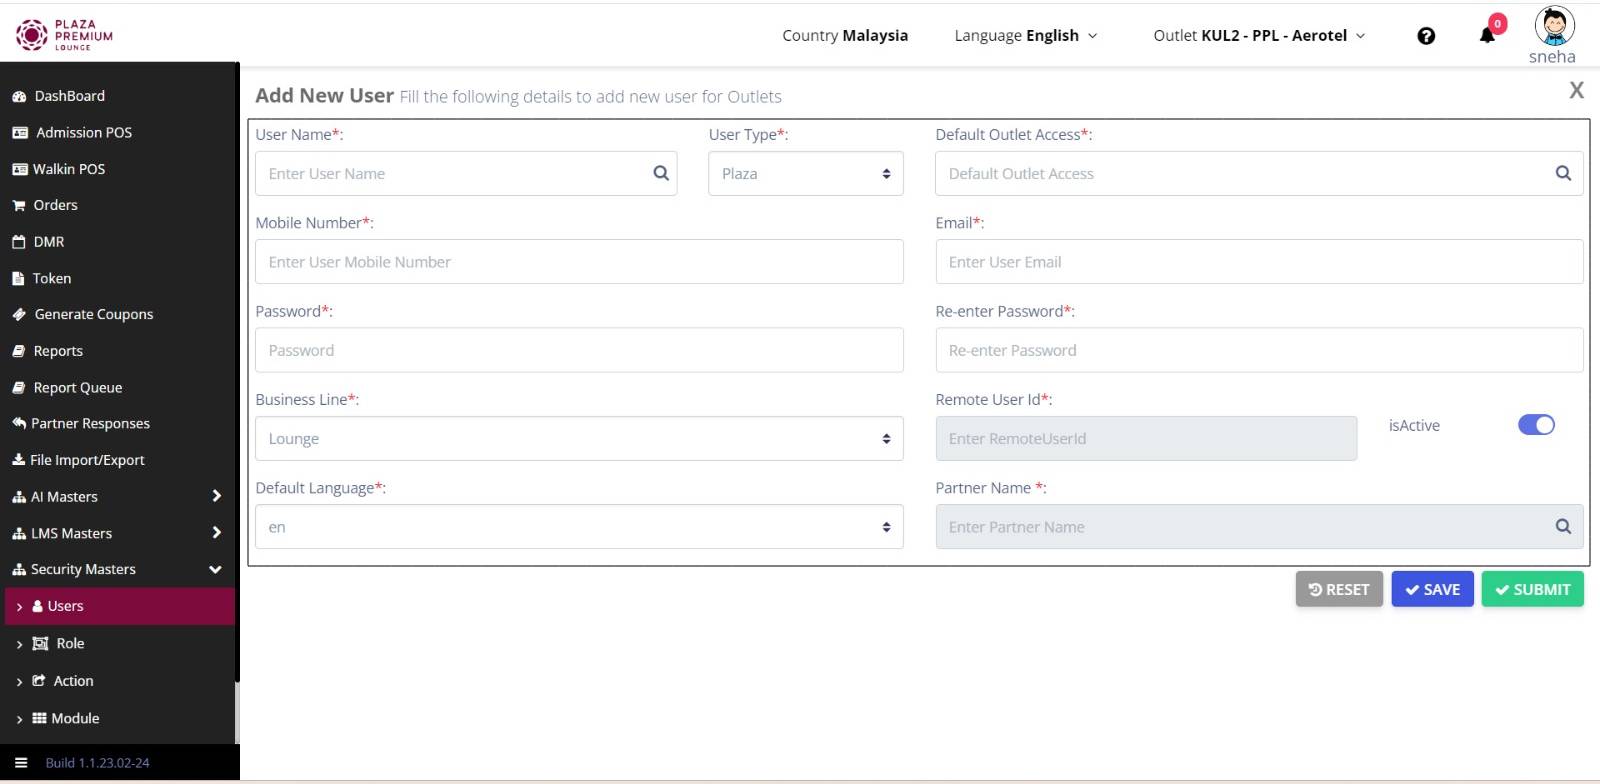 PLAZA
PREMIUM
LOUNGE
Country Malaysia
Language English
Outlet KUL2 - PPL - Aerotel
0
sneha
DashBoard
Admission POS
Walkin POS
Orders
DMR
Token
Generate Coupons
Reports
Report Queue
Partner Responses
File Import/Export
AI Masters
LMS Masters
Security Masters
Users
Role
Action
Module
Build 1.1.23.02-24
Add New User Fill the following details to add new user for Outlets
X
User Name*:
User Type*:
Default Outlet Access*:
Enter User Name
Plaza
Default Outlet Access
Mobile Number*:
Email*:
Enter User Mobile Number
Enter User Email
Password*:
Re-enter Password*:
Password
Re-enter Password
Business Line*:
Remote User Id*:
Lounge
Enter RemoteUserId
isActive
Default Language*:
Partner Name *:
en
Enter Partner Name
RESET
SAVE
SUBMIT